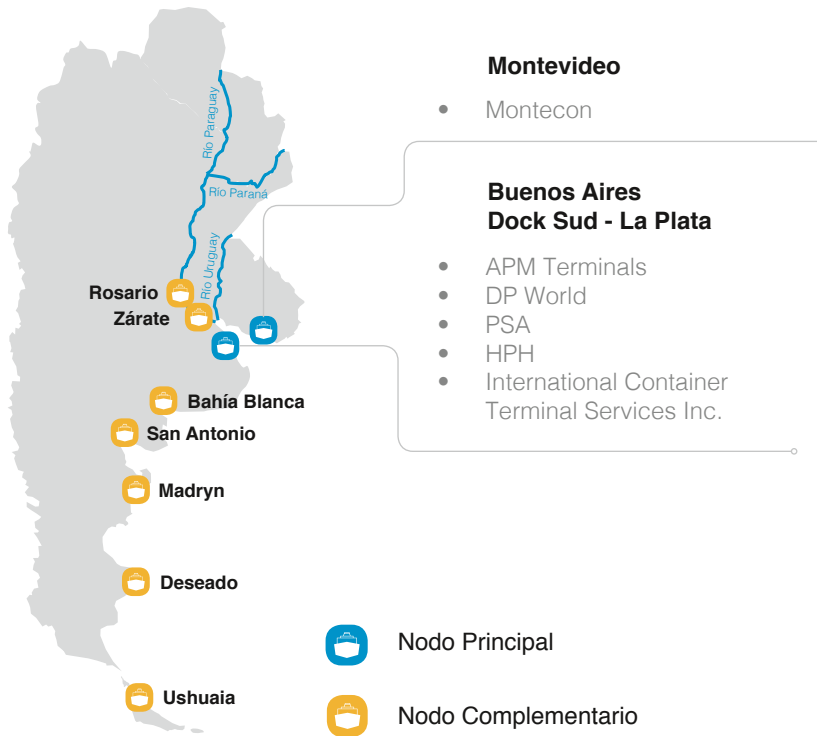 Montevideo
• Montecon
Buenos Aires
Dock Sud - La Plata
• APM Terminals
• DP World
• PSA
• HPH
• International Container
Terminal Services Inc.
Río Paraguay
Río Paraná
Río Uruguay
Rosario
Zárate
Bahía Blanca
San Antonio
Madryn
Deseado
Ushuaia
Nodo Principal
Nodo Complementario